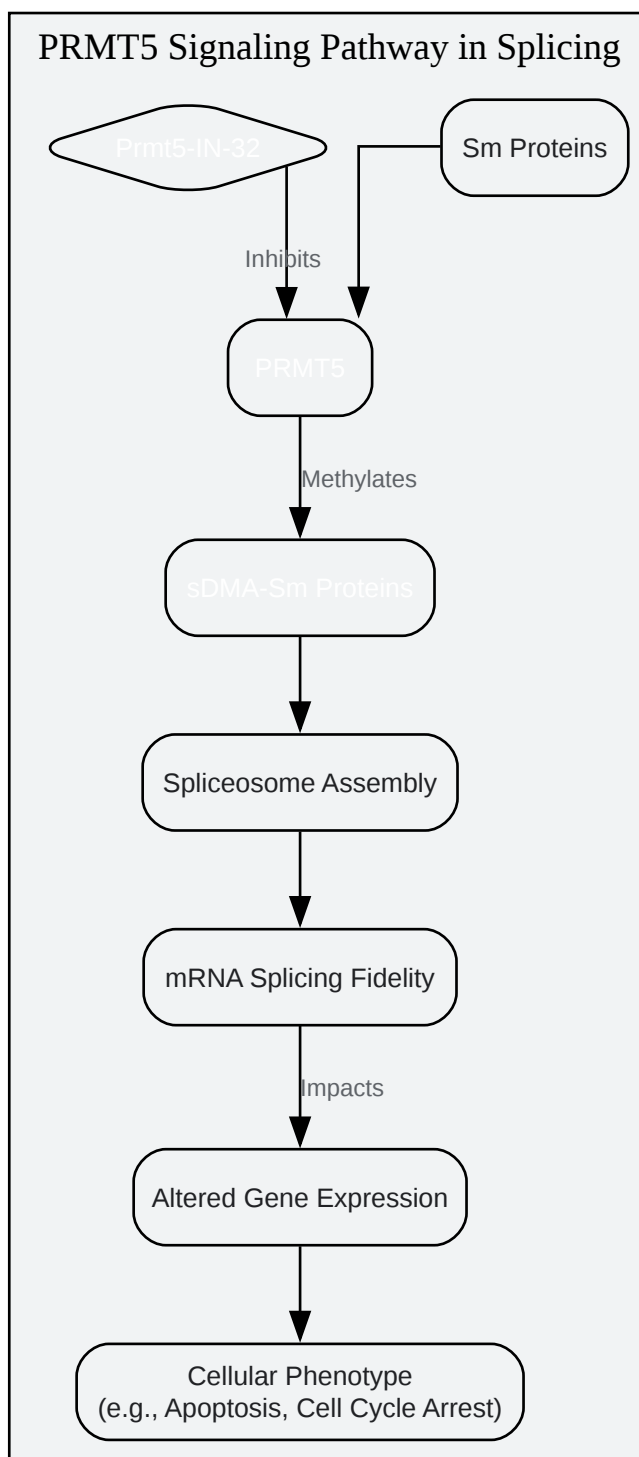 PRMT5 Signaling Pathway in Splicing
Prmt5-IN-32
Sm Proteins
Inhibits
PRMT5
Methylates
sDMA-Sm Proteins
Spliceosome Assembly
mRNA Splicing Fidelity
Impacts
Altered Gene Expression
Cellular Phenotype
(e.g., Apoptosis, Cell Cycle Arrest)